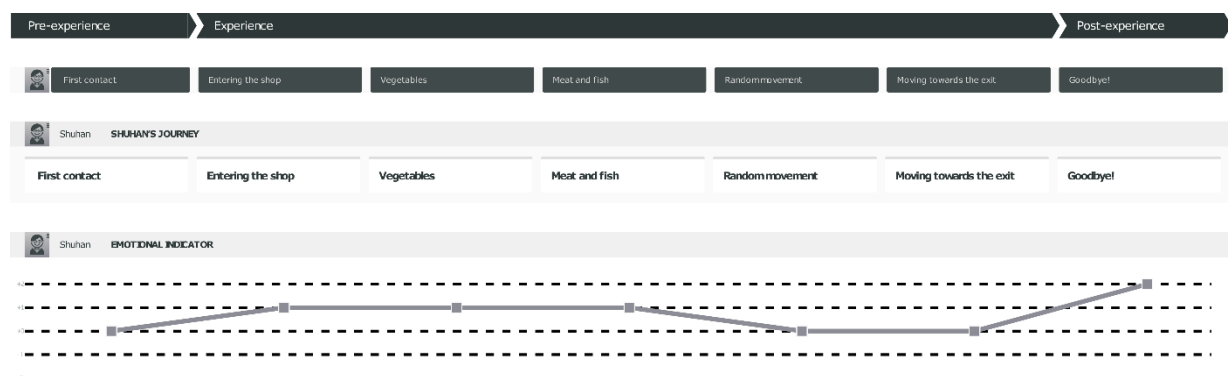 Pre-experience Experience Post-experience
First contact Entering the shop Vegetables Meat and fish Random movement Moving towards the exit Goodbye!
Shuhan SHUHAN'S JOURNEY
First contact Entering the shop Vegetables Meat and fish Random movement Moving towards the exit Goodbye!
Shuhan EMOTIONAL INDICATOR